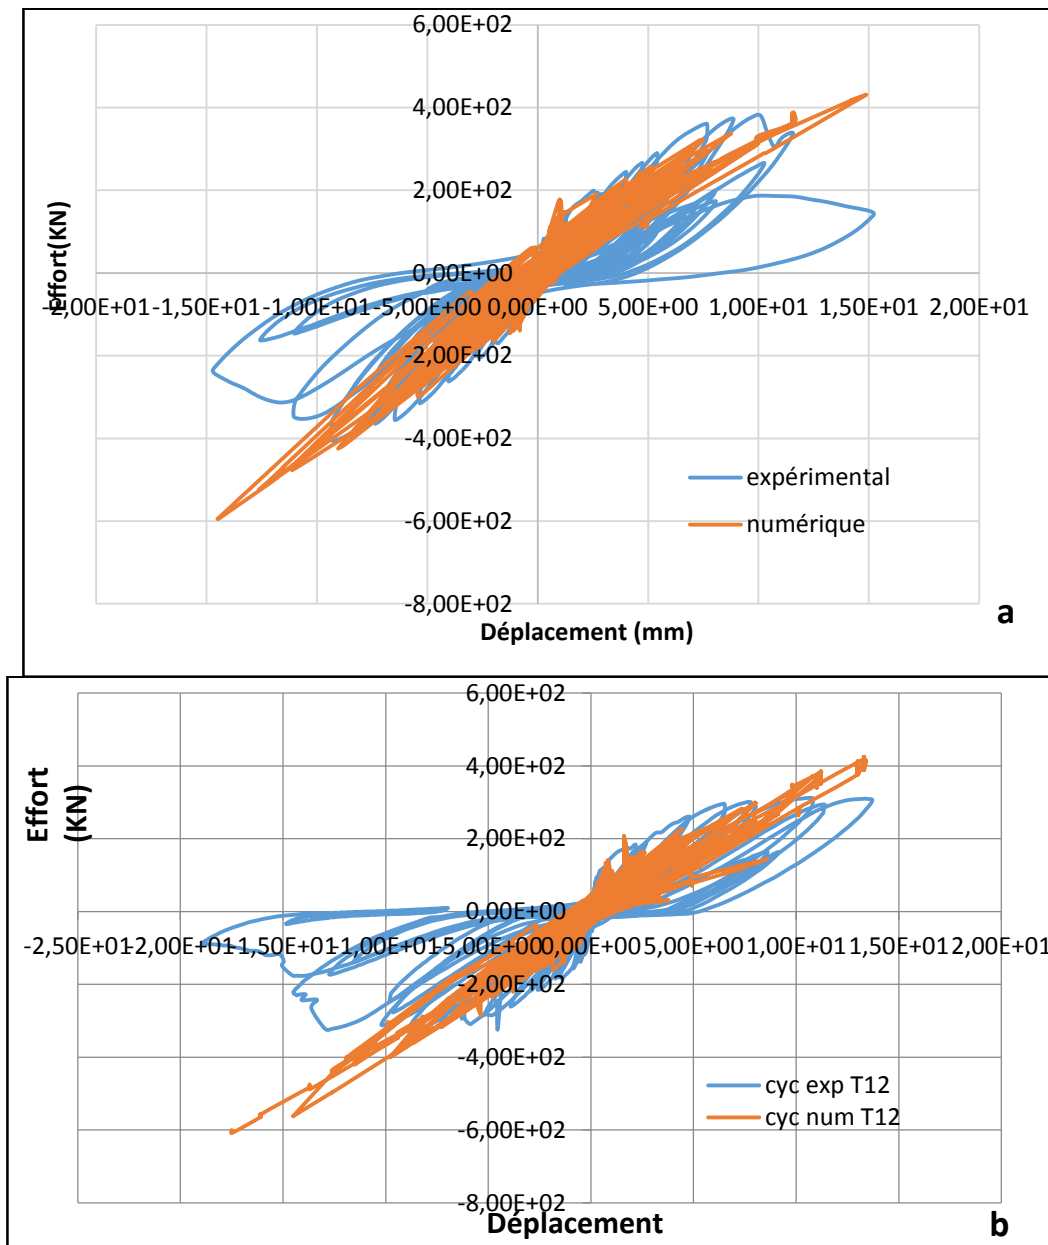 6,00E+02
4,00E+02
2,00E+02
0,00E+00
-2,00E+01 -1,50E+01 -1,00E+01 -5,00E+00 0,00E+00 5,00E+00 1,00E+01 1,50E+01 2,00E+01
-2,00E+02
-4,00E+02
-6,00E+02
-8,00E+02
Effort(KN)
expérimental
numérique
Déplacement (mm)
a
6,00E+02
4,00E+02
2,00E+02
0,00E+00
-2,50E+01 -2,00E+01 -1,50E+01 -1,00E+01 -5,00E+00 0,00E+00 5,00E+00 1,00E+01 1,50E+01 2,00E+01
-2,00E+02
-4,00E+02
-6,00E+02
-8,00E+02
Effort
(KN)
cyc exp T12
cyc num T12
Déplacement
b